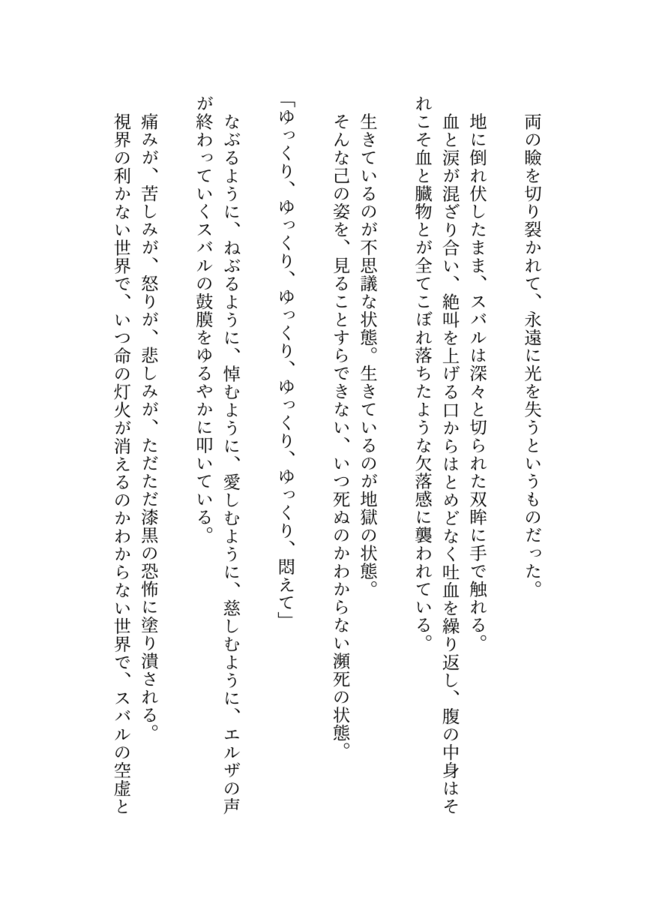 両の瞼を切り裂かれて、永遠に光を失うというものだった。
地に倒れ伏したまま、スバルは深々と切られた双眸に手で触れる。
血と涙が混ざり合い、絶叫を上げる口からはとめどなく吐血を繰り返し、腹の中身はそ
れこそ血と臓物とが全てこぼれ落ちたような欠落感に襲われている。
生きているのが不思議な状態。生きているのが地獄の状態。
そんな己の姿を、見ることすらできない、いつ死ぬのかわからない瀕死の状態。
「ゆっくり、ゆっくり、ゆっくり、ゆっくり、ゆっくり、悶えて」
なぶるように、ねぶるように、悼むように、愛しむように、慈しむように、エルザの声
が終わっていくスバルの鼓膜をゆるやかに叩いている。
痛みが、苦しみが、怒りが、悲しみが、ただただ漆黒の恐怖に塗り潰される。
視界の利かない世界で、いつ命の灯火が消えるのかわからない世界で、スバルの空虚と